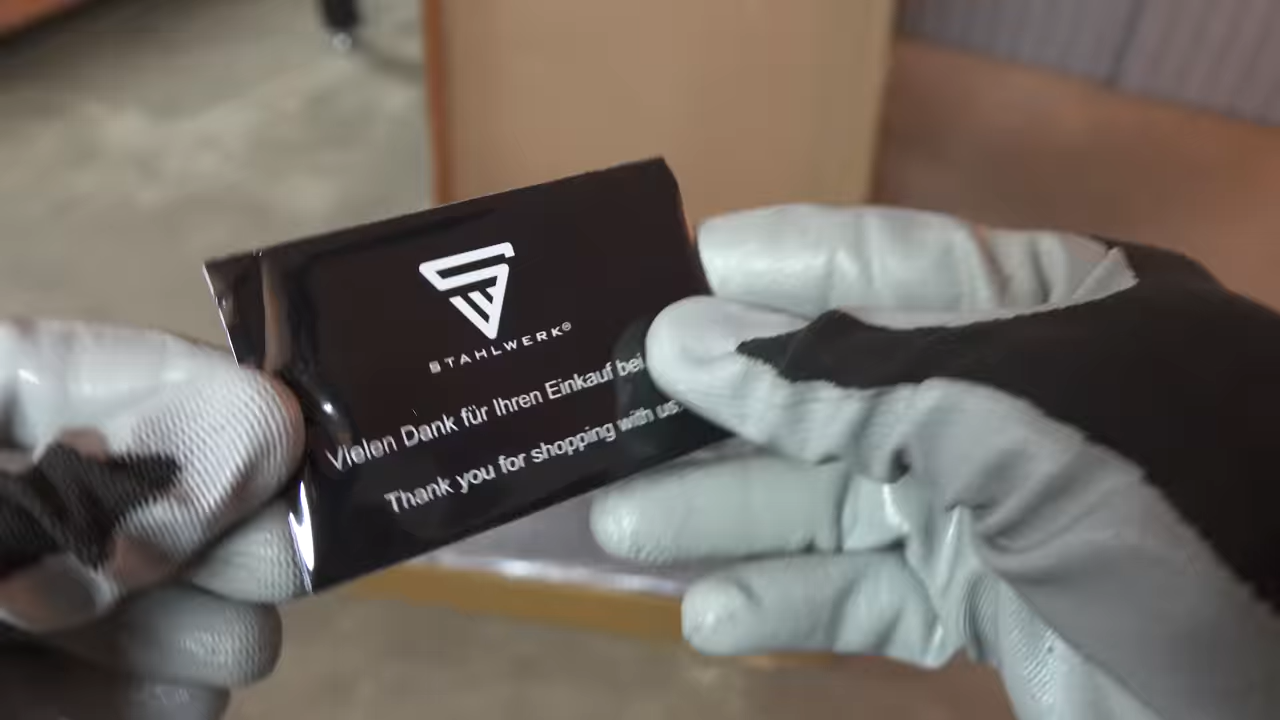 STAHLWERK®
Vielen Dank für Ihren Einkauf bei
Thank you for shopping with us.